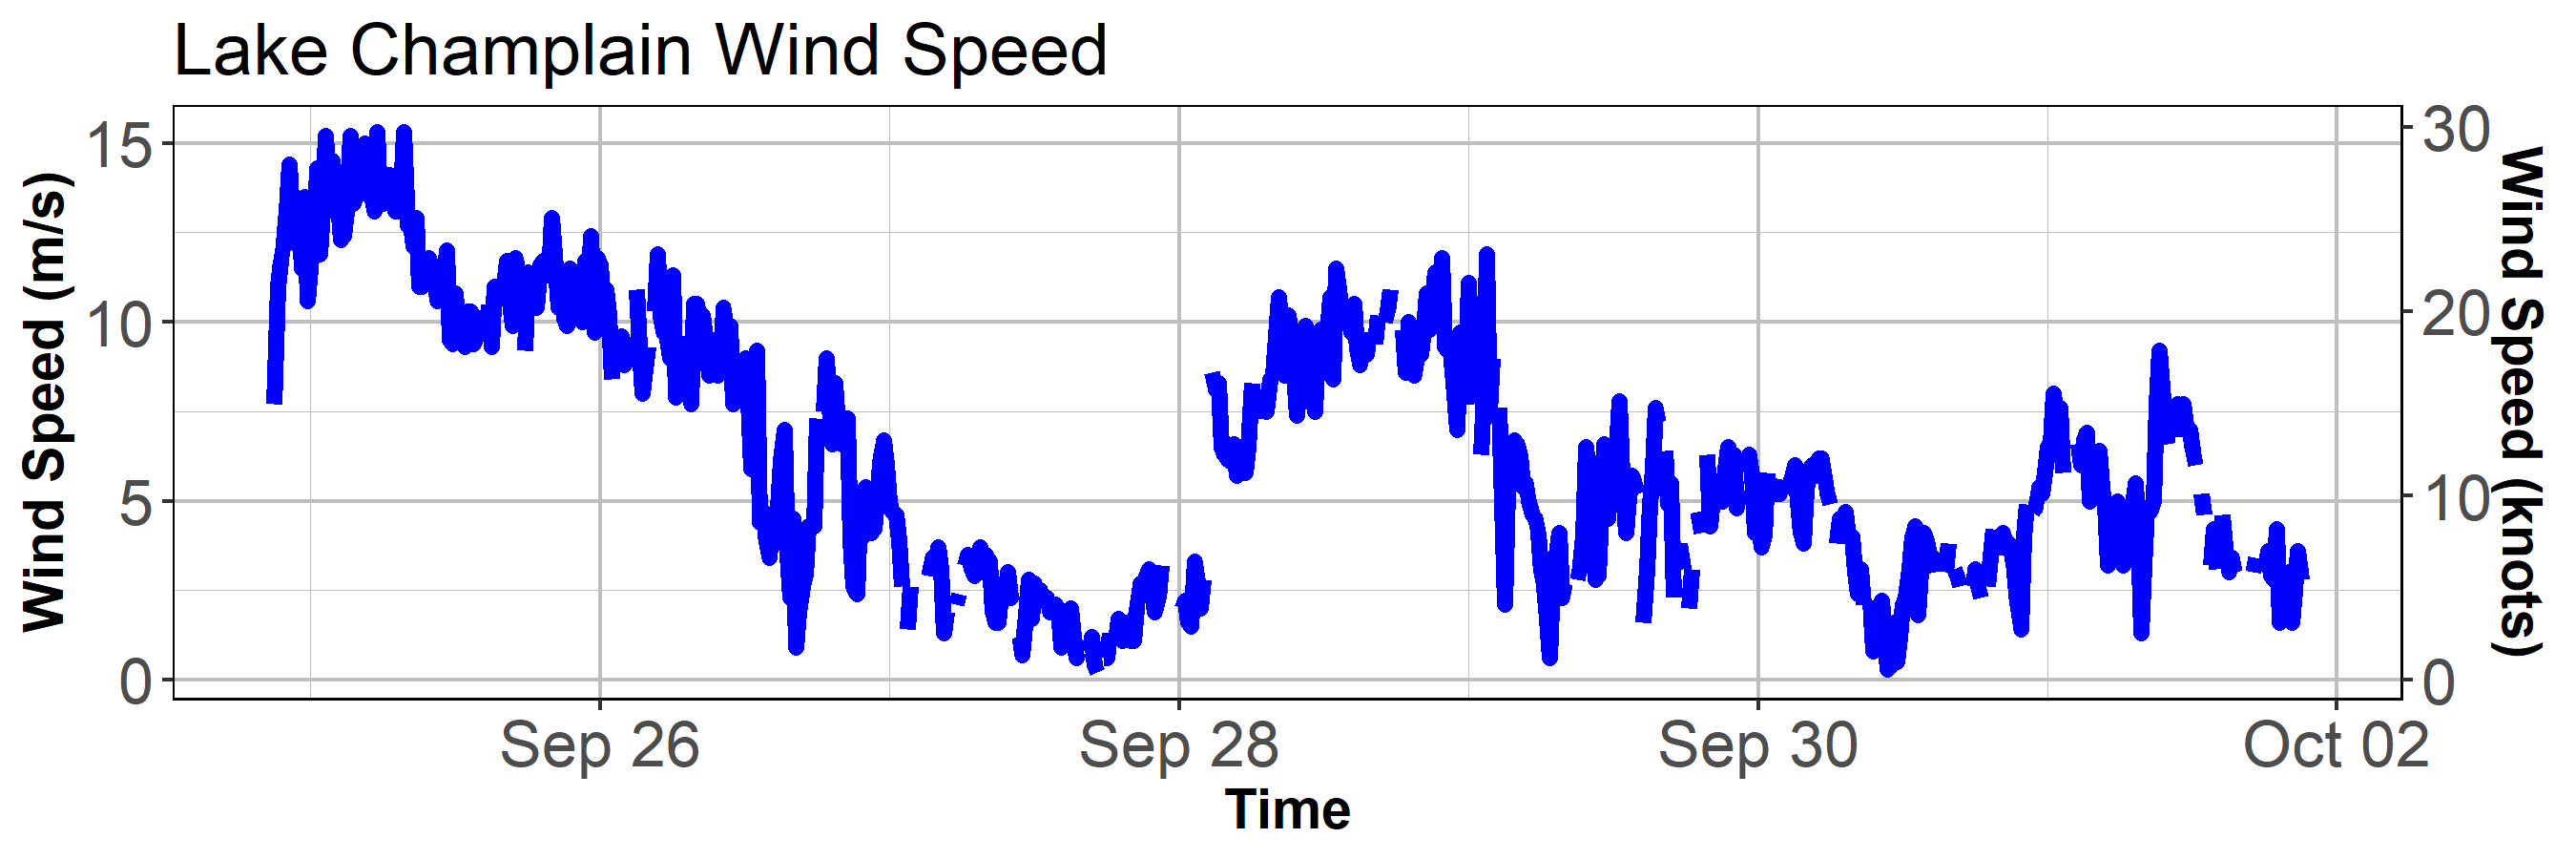 Lake Champlain Wind Speed
15
10
5
0
Wind Speed (m/s)
30
20
10
0
Wind Speed (knots)
Sep 26
Sep 28
Sep 30
Oct 02
Time